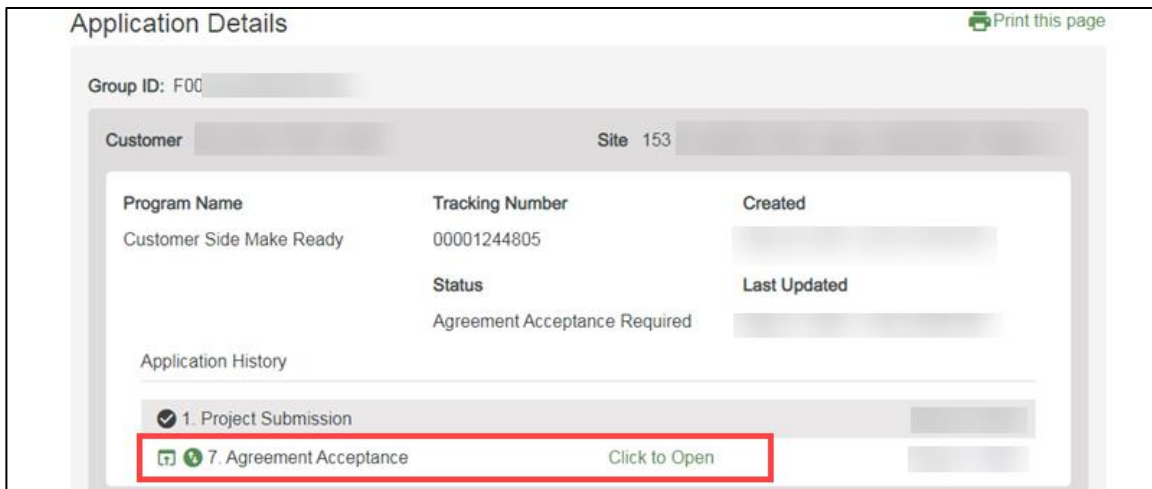 Application Details
Print this page
Group ID: F00
Customer Site 153
Program Name Tracking Number Created
Customer Side Make Ready 00001244805
Status Last Updated
Agreement Acceptance Required
Application History
1. Project Submission
7. Agreement Acceptance Click to Open